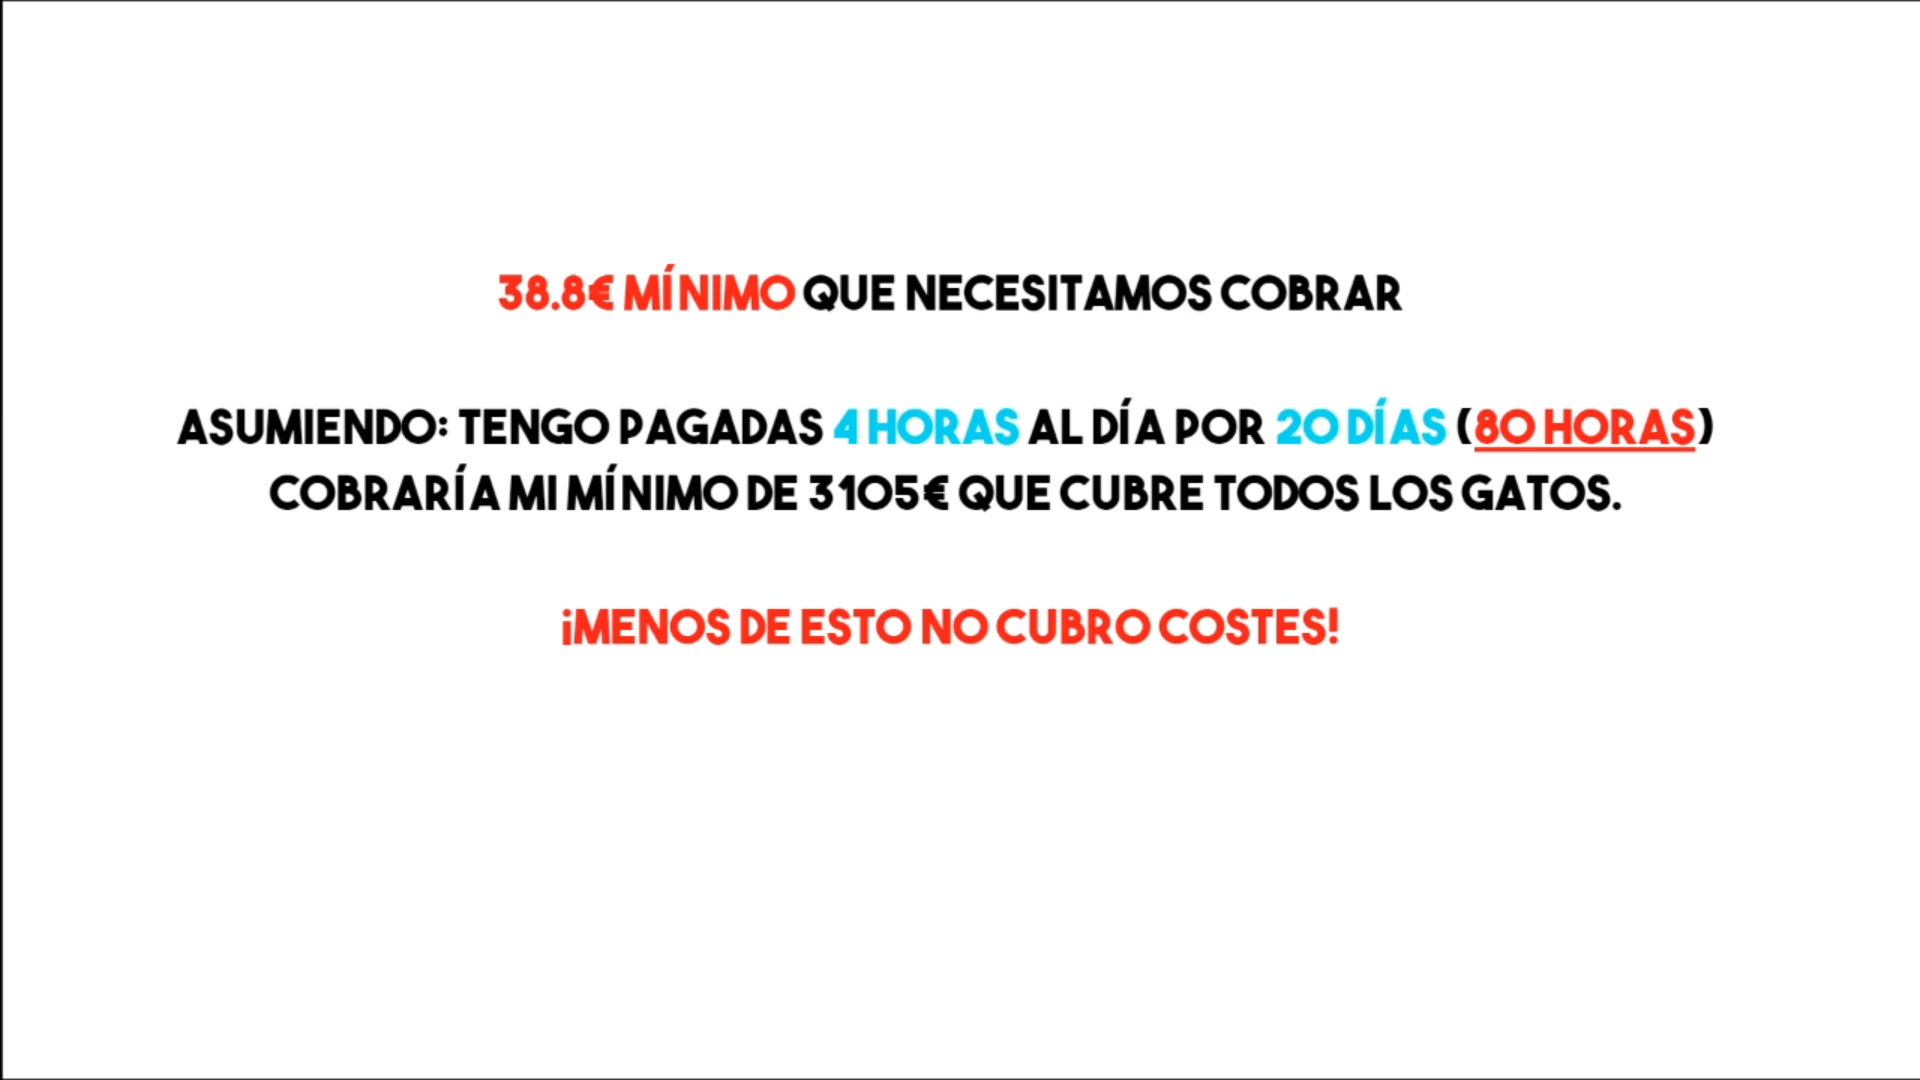 38.8€ MÍNIMO QUE NECESITAMOS COBRAR
ASUMIENDO: TENGO PAGADAS 4 HORAS AL DÍA POR 20 DÍAS (80 HORAS)
COBRARÍA MI MÍNIMO DE 3105€ QUE CUBRE TODOS LOS GATOS.
¡MENOS DE ESTO NO CUBRO COSTES!